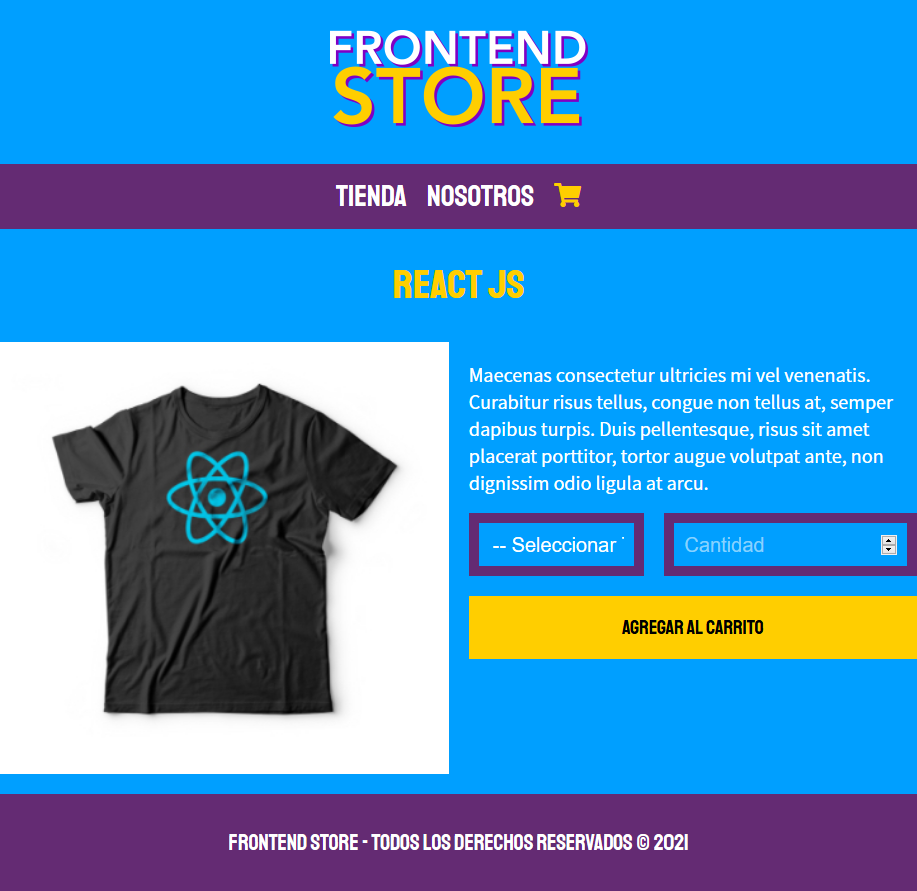 FRONTEND
STORE
TIENDA NOSOTROS
REACT JS
Maecenas consectetur ultricies mi vel venenatis.
Curabitur risus tellus, congue non tellus at, semper
dapibus turpis. Duis pellentesque, risus sit amet
placerat porttitor, tortor augue volutpat ante, non
dignissim odio ligula at arcu.
-- Seleccionar
Cantidad
AGREGAR AL CARRITO
FRONTEND STORE - TODOS LOS DERECHOS RESERVADOS © 2021